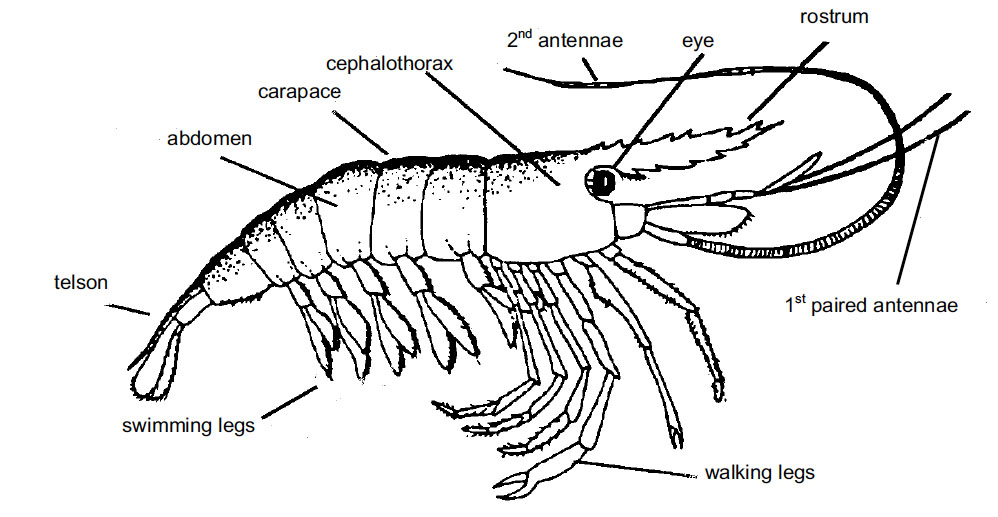 rostrum
2nd antennae
eye
cephalothorax
carapace
abdomen
telson
1st paired antennae
swimming legs
walking legs